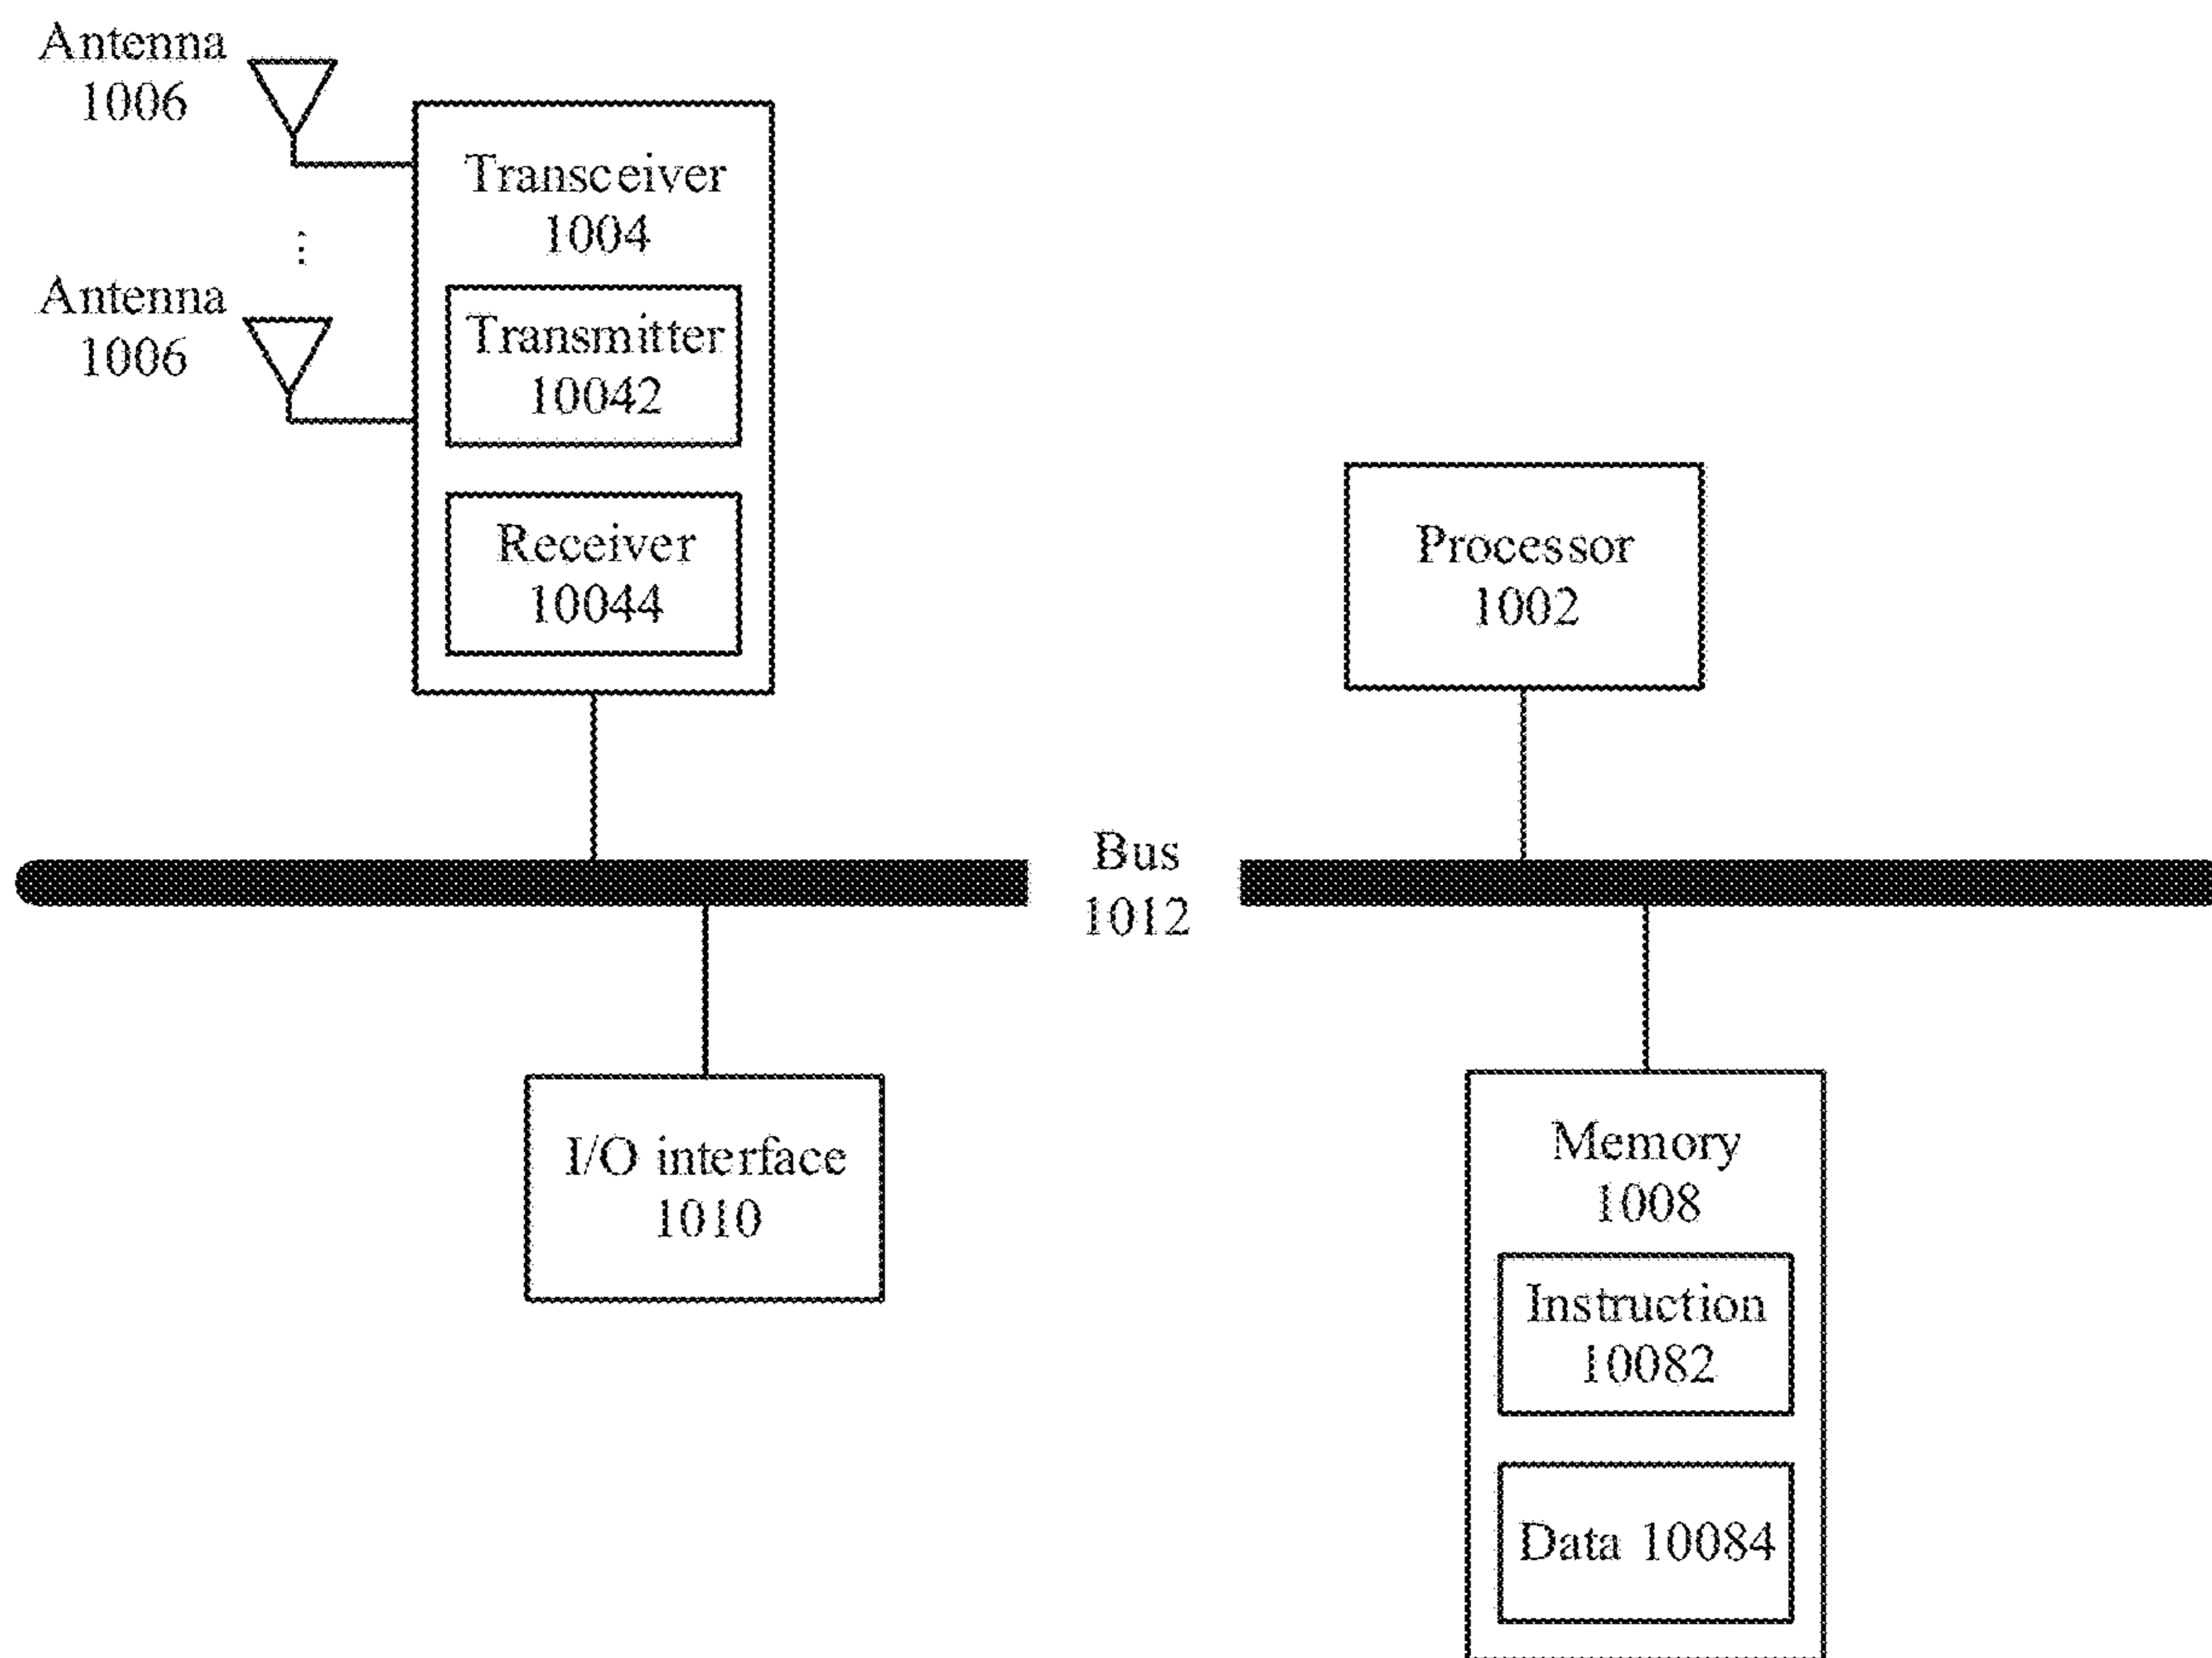 Antenna
1006
Transceiver
1004
⋮
Antenna
1006
Transmitter
10042
Receiver
10044
Processor
1002
Bus
1012
I/O interface
1010
Memory
1008
Instruction
10082
Data 10084